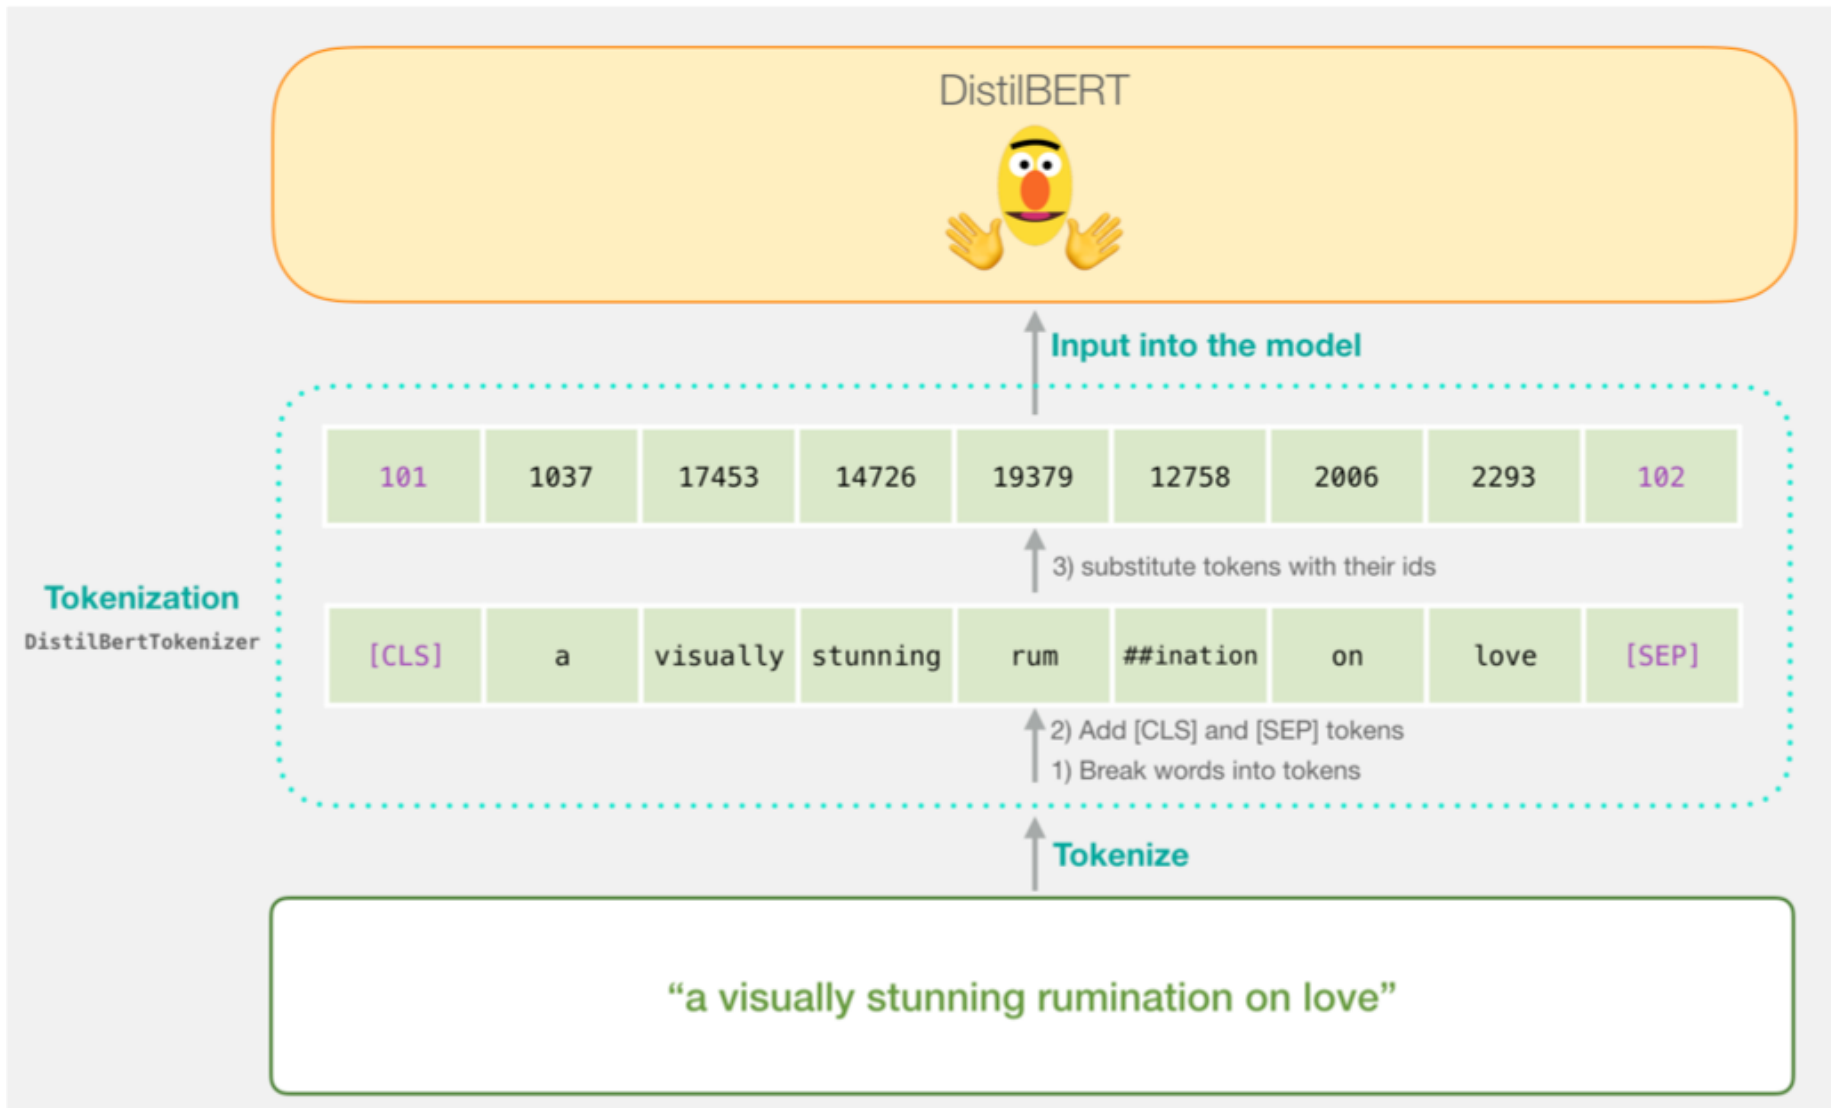 DistilBERT
Input into the model
101 1037 17453 14726 19379 12758 2006 2293 102
3) substitute tokens with their ids
Tokenization
DistilBertTokenizer
[CLS] a visually stunning rum ##ination on love [SEP]
2) Add [CLS] and [SEP] tokens
1) Break words into tokens
Tokenize
“a visually stunning rumination on love”